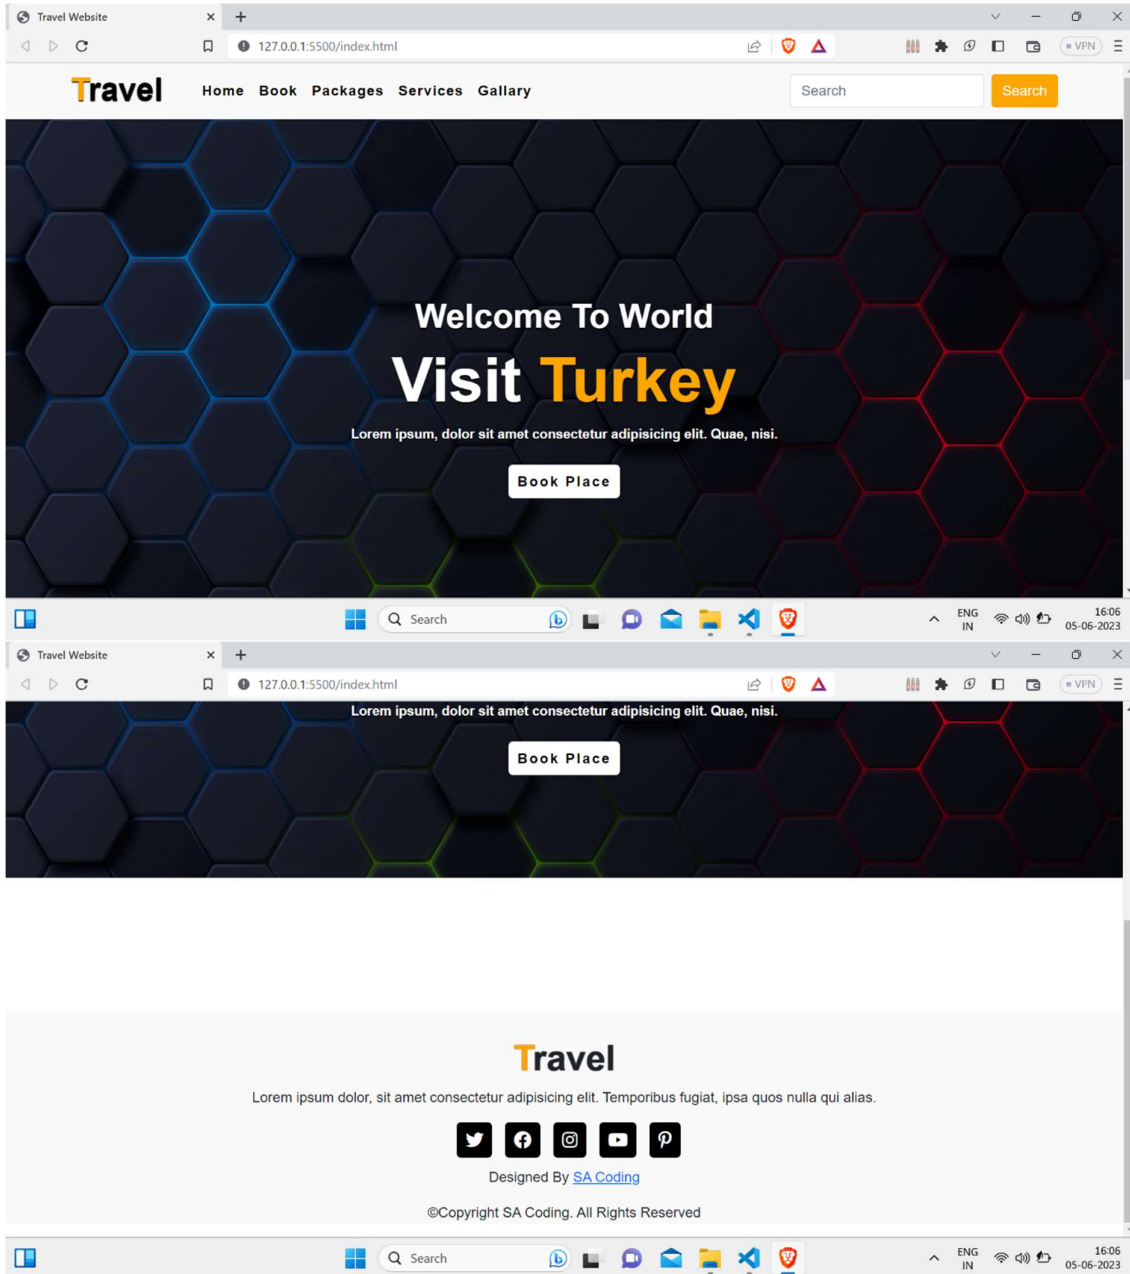 Travel Website
127.0.0.1:5500/index.html
VPN
Travel Home Book Packages Services Gallary Search Search
Welcome To World
Visit Turkey
Lorem ipsum, dolor sit amet consectetur adipisicing elit. Quae, nisi.
Book Place
Search
ENG
IN
16:06
05-06-2023
Travel Website
127.0.0.1:5500/index.html
VPN
Lorem ipsum, dolor sit amet consectetur adipisicing elit. Quae, nisi.
Book Place
Travel
Lorem ipsum dolor, sit amet consectetur adipisicing elit. Temporibus fugiat, ipsa quos nulla qui alias.
Designed By SA Coding
©Copyright SA Coding. All Rights Reserved
Search
ENG
IN
16:06
05-06-2023